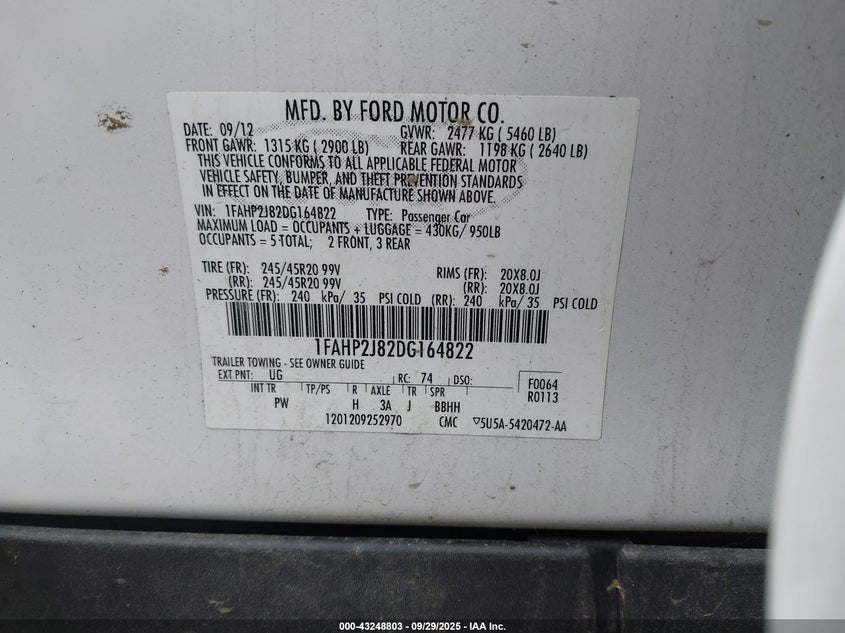 MFD. BY FORD MOTOR CO.
DATE: 09/12 GVWR: 2477 KG ( 5460 LB)
FRONT GAWR: 1315 KG ( 2900 LB) REAR GAWR: 1198 KG ( 2640 LB)
THIS VEHICLE CONFORMS TO ALL APPLICABLE FEDERAL MOTOR
VEHICLE SAFETY, BUMPER, AND THEFT PREVENTION STANDARDS
IN EFFECT ON THE DATE OF MANUFACTURE SHOWN ABOVE.
VIN: 1FAHP2J82DG164822 TYPE: Passenger Car
MAXIMUM LOAD = OCCUPANTS + LUGGAGE = 430KG/ 950LB
OCCUPANTS = 5 TOTAL; 2 FRONT, 3 REAR
TIRE (FR): 245/45R20 99V RIMS (FR): 20X8.0J
(RR): 245/45R20 99V (RR): 20X8.0J
PRESSURE (FR): 240 kPa/ 35 PSI COLD (RR): 240 kPa/ 35 PSI COLD
1FAHP2J82DG164822
TRAILER TOWING - SEE OWNER GUIDE
EXT PNT: UG RC: 74 DSO: F0064
INT TR TP/PS R AXLE TR SPR R0113
PW H 3A J BBHH
1201209252970 CMC ▽5U5A-5420472-AA
000-43248803 - 09/29/2025 - IAA Inc.